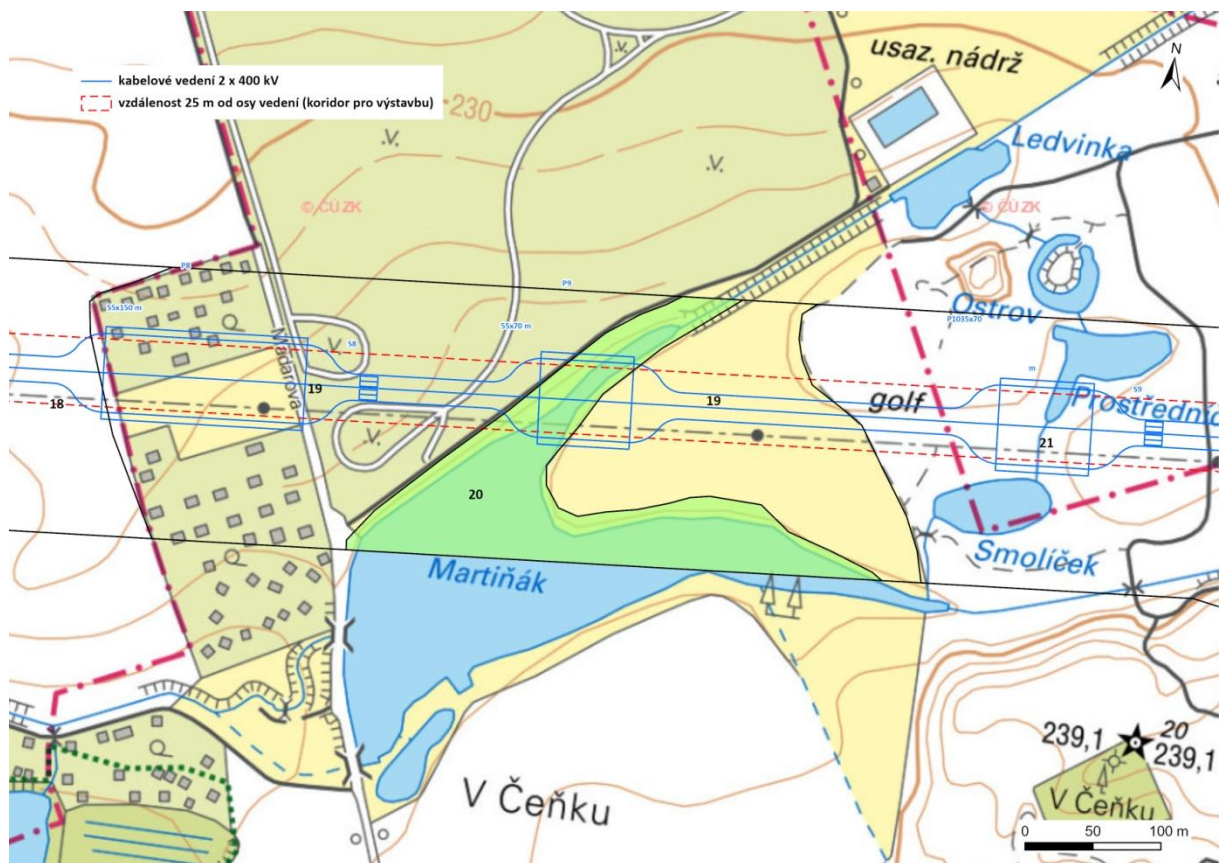 kabelové vedení 2 x 400 kV
vzdálenost 25 m od osy vedení (koridor pro výstavbu)
230
usaz. nádrž
N
Ledvinka
© ČÚZK
© ČÚZK
P8
P9
55x150 m
55x70 m
Ostrov
P1035x70
m
S8
S9
Mladarova
18
19
19
golf
Prostředníc
21
20
Martiňák
Smolíček
V Čeňku
239,1
20
239,1
V Čeňku
0 50 100 m